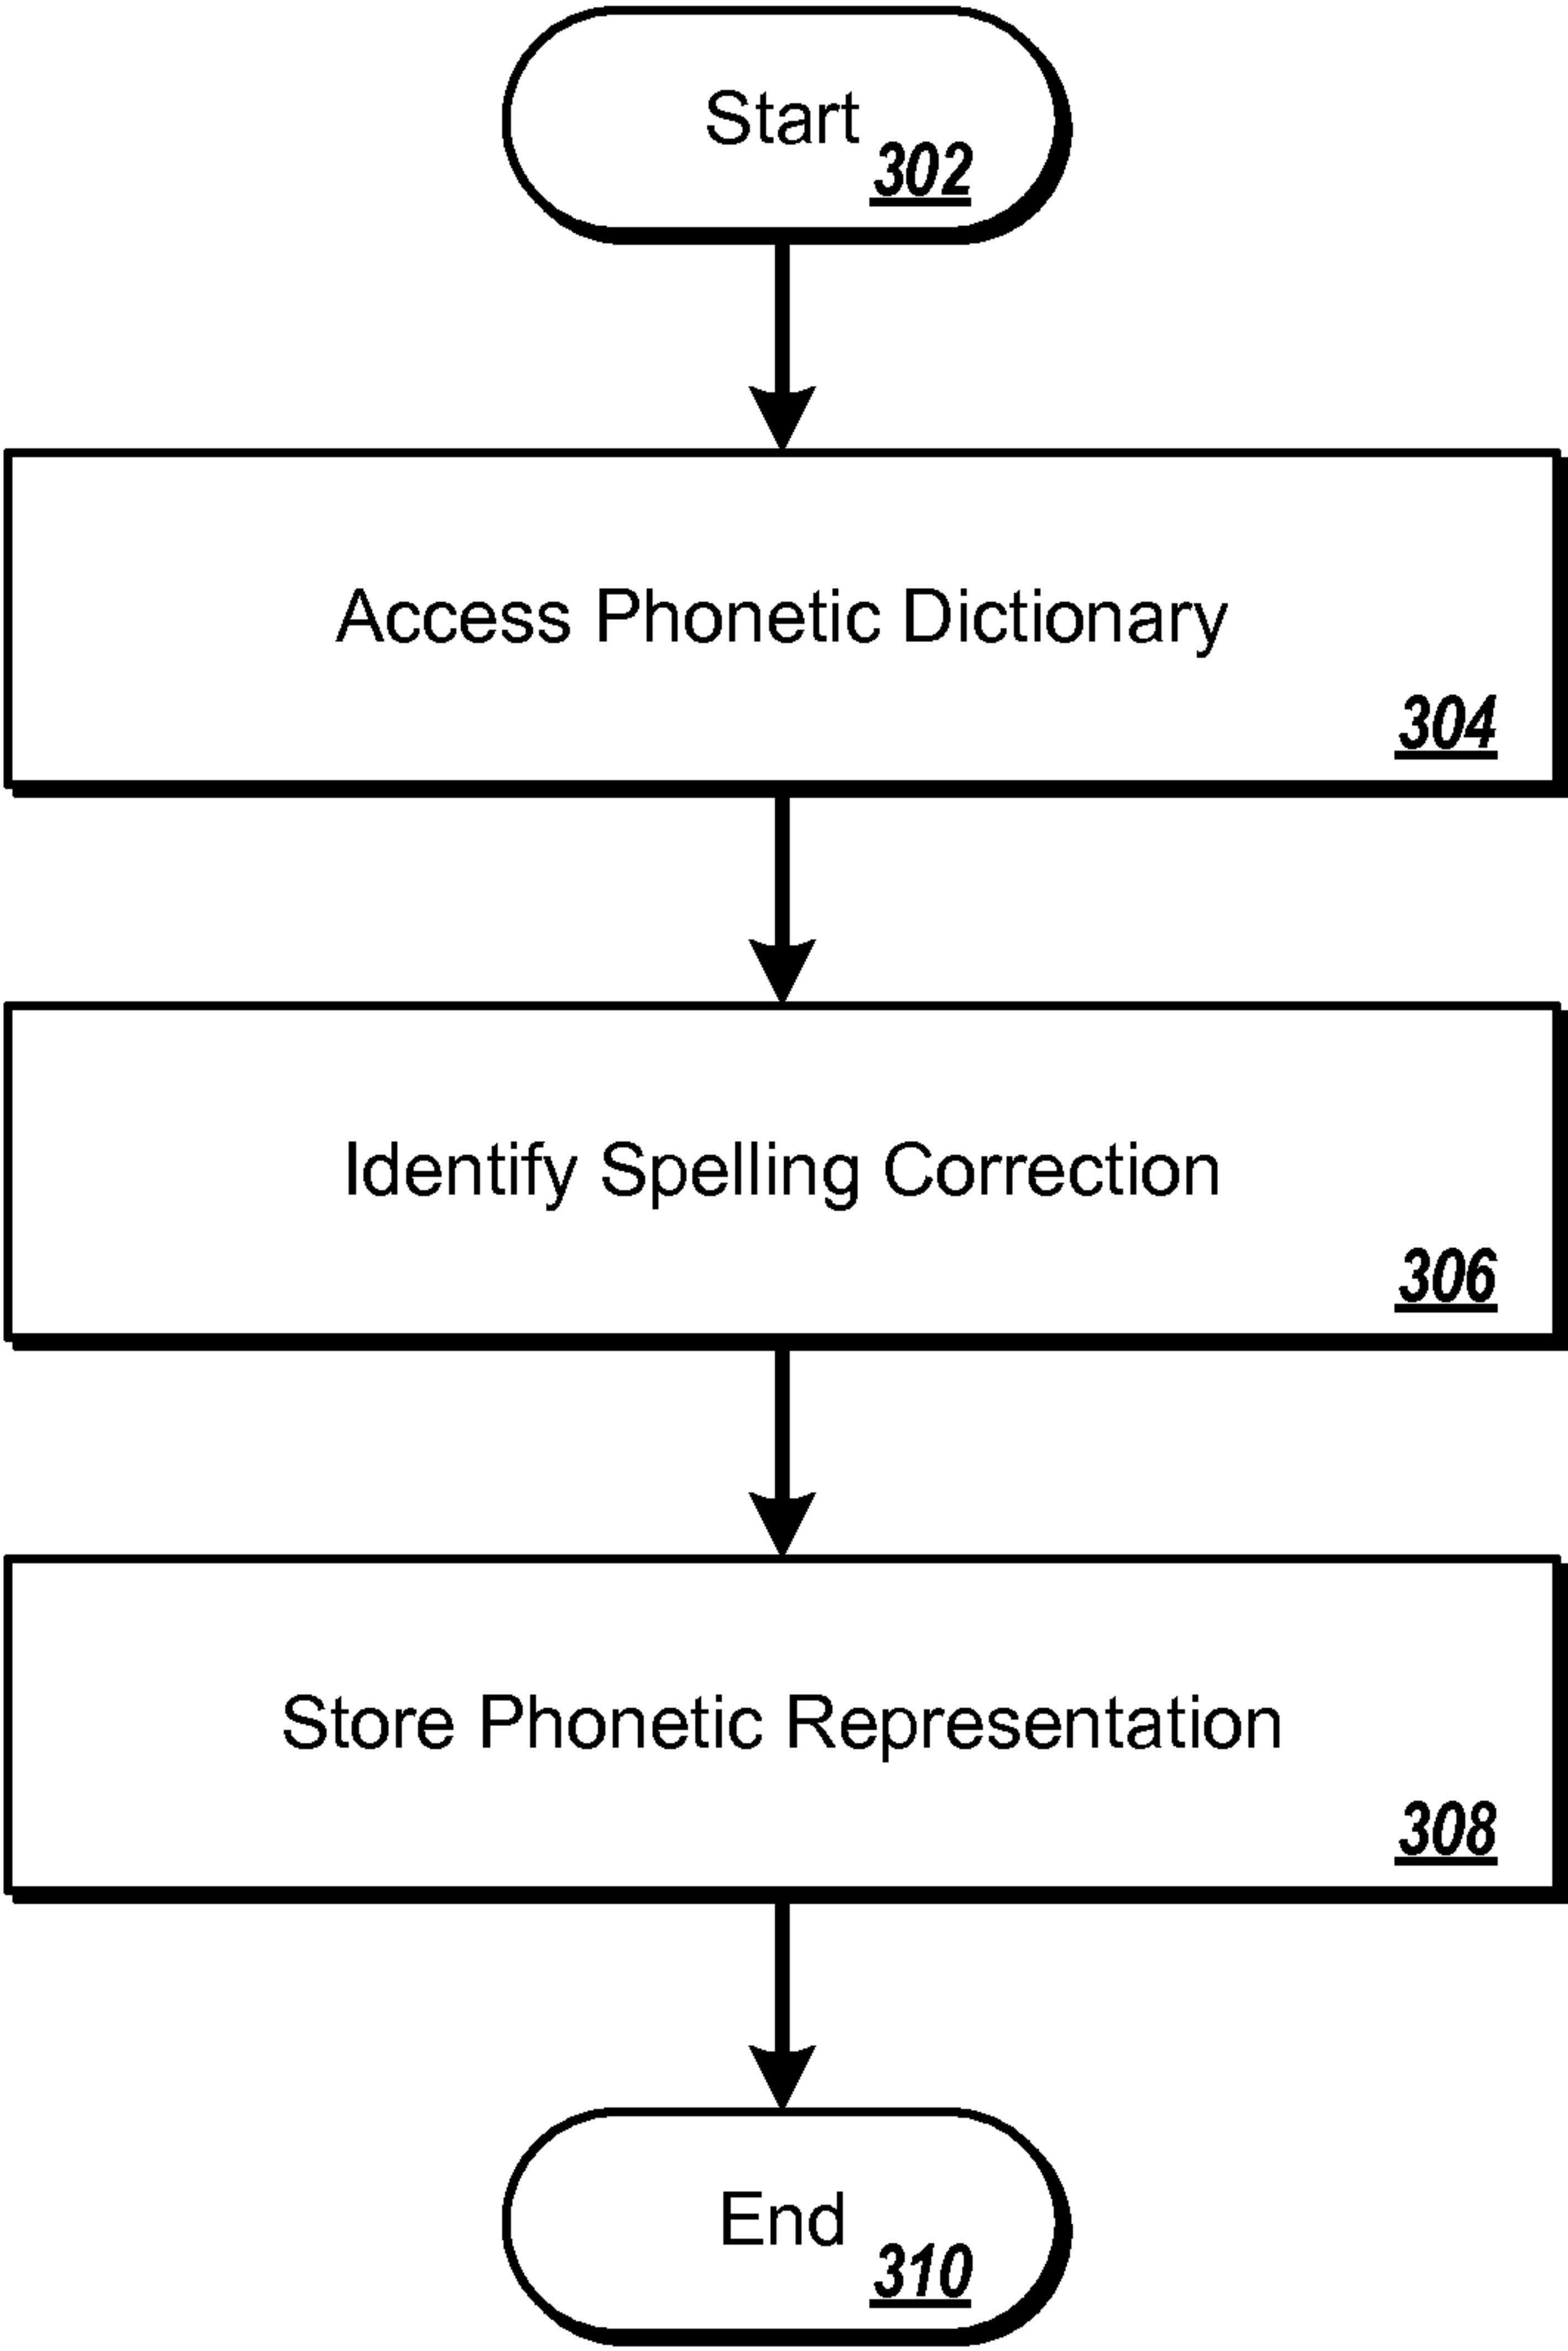 Start
302
Access Phonetic Dictionary
304
Identify Spelling Correction
306
Store Phonetic Representation
308
End
310